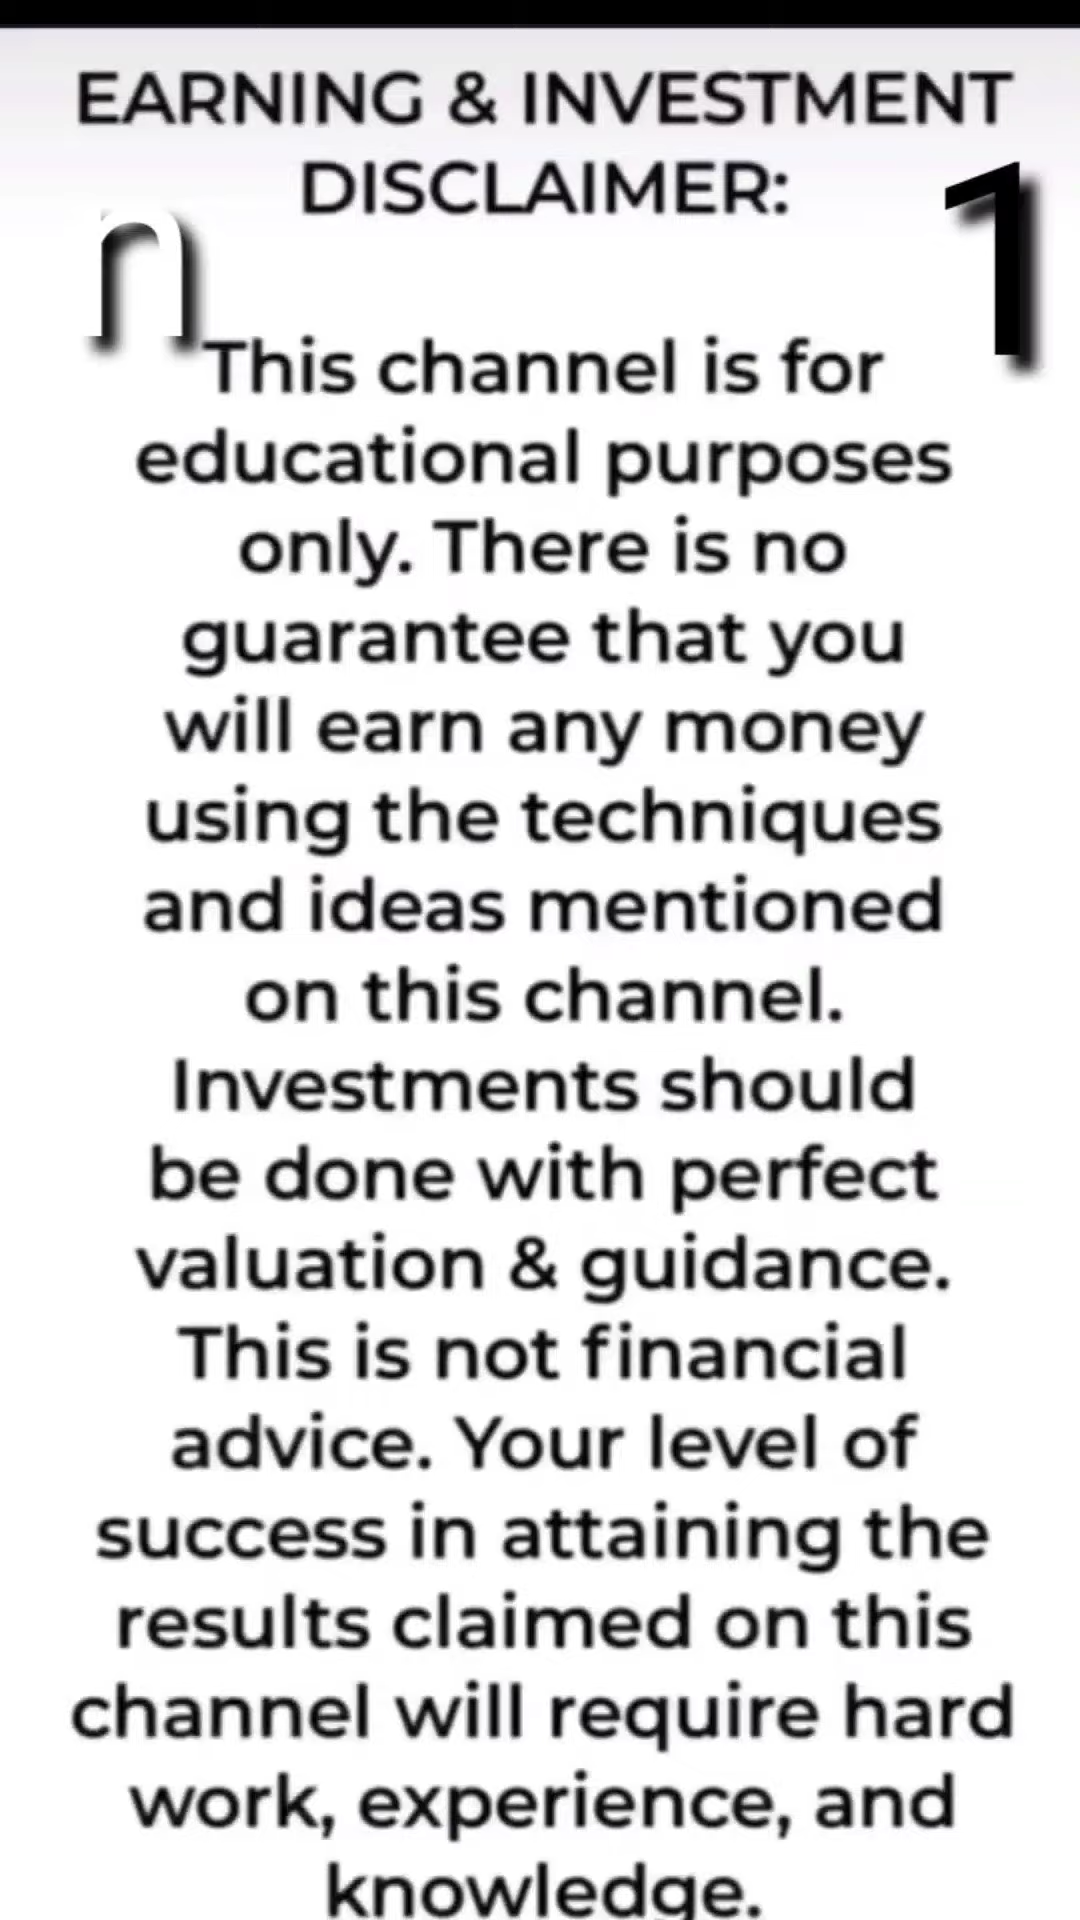 EARNING & INVESTMENT
DISCLAIMER:
n
1
This channel is for
educational purposes
only. There is no
guarantee that you
will earn any money
using the techniques
and ideas mentioned
on this channel.
Investments should
be done with perfect
valuation & guidance.
This is not financial
advice. Your level of
success in attaining the
results claimed on this
channel will require hard
work, experience, and
knowledge.